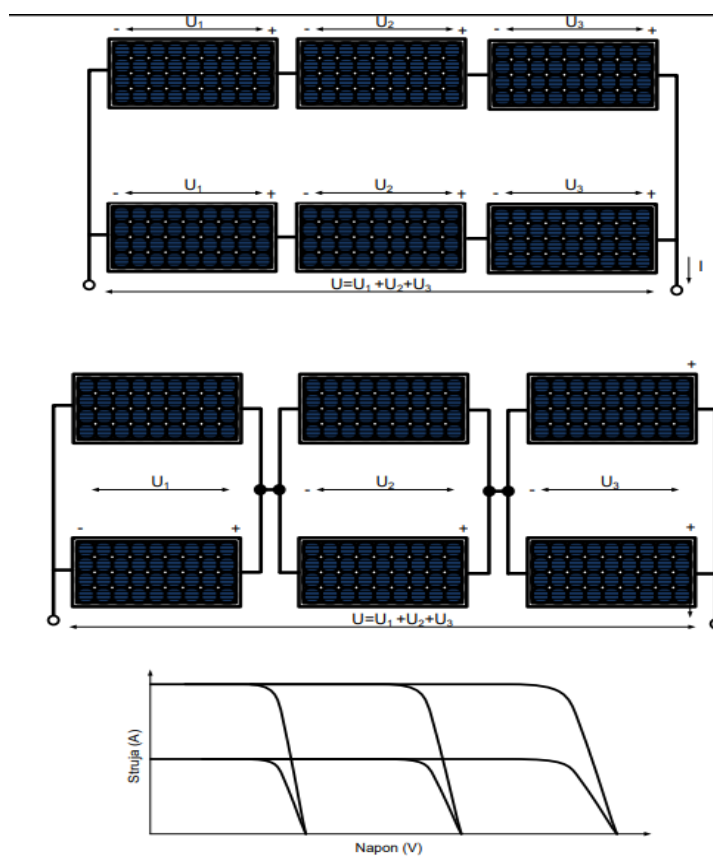 U₁ U₂ U₃
- + - + - +
U₁ U₂ U₃
- + - + - +
I
U=U₁ +U₂+U₃
+
U₁ U₂ U₃
- -
- + + +
U=U₁ +U₂+U₃
Struja (A)
Napon (V)